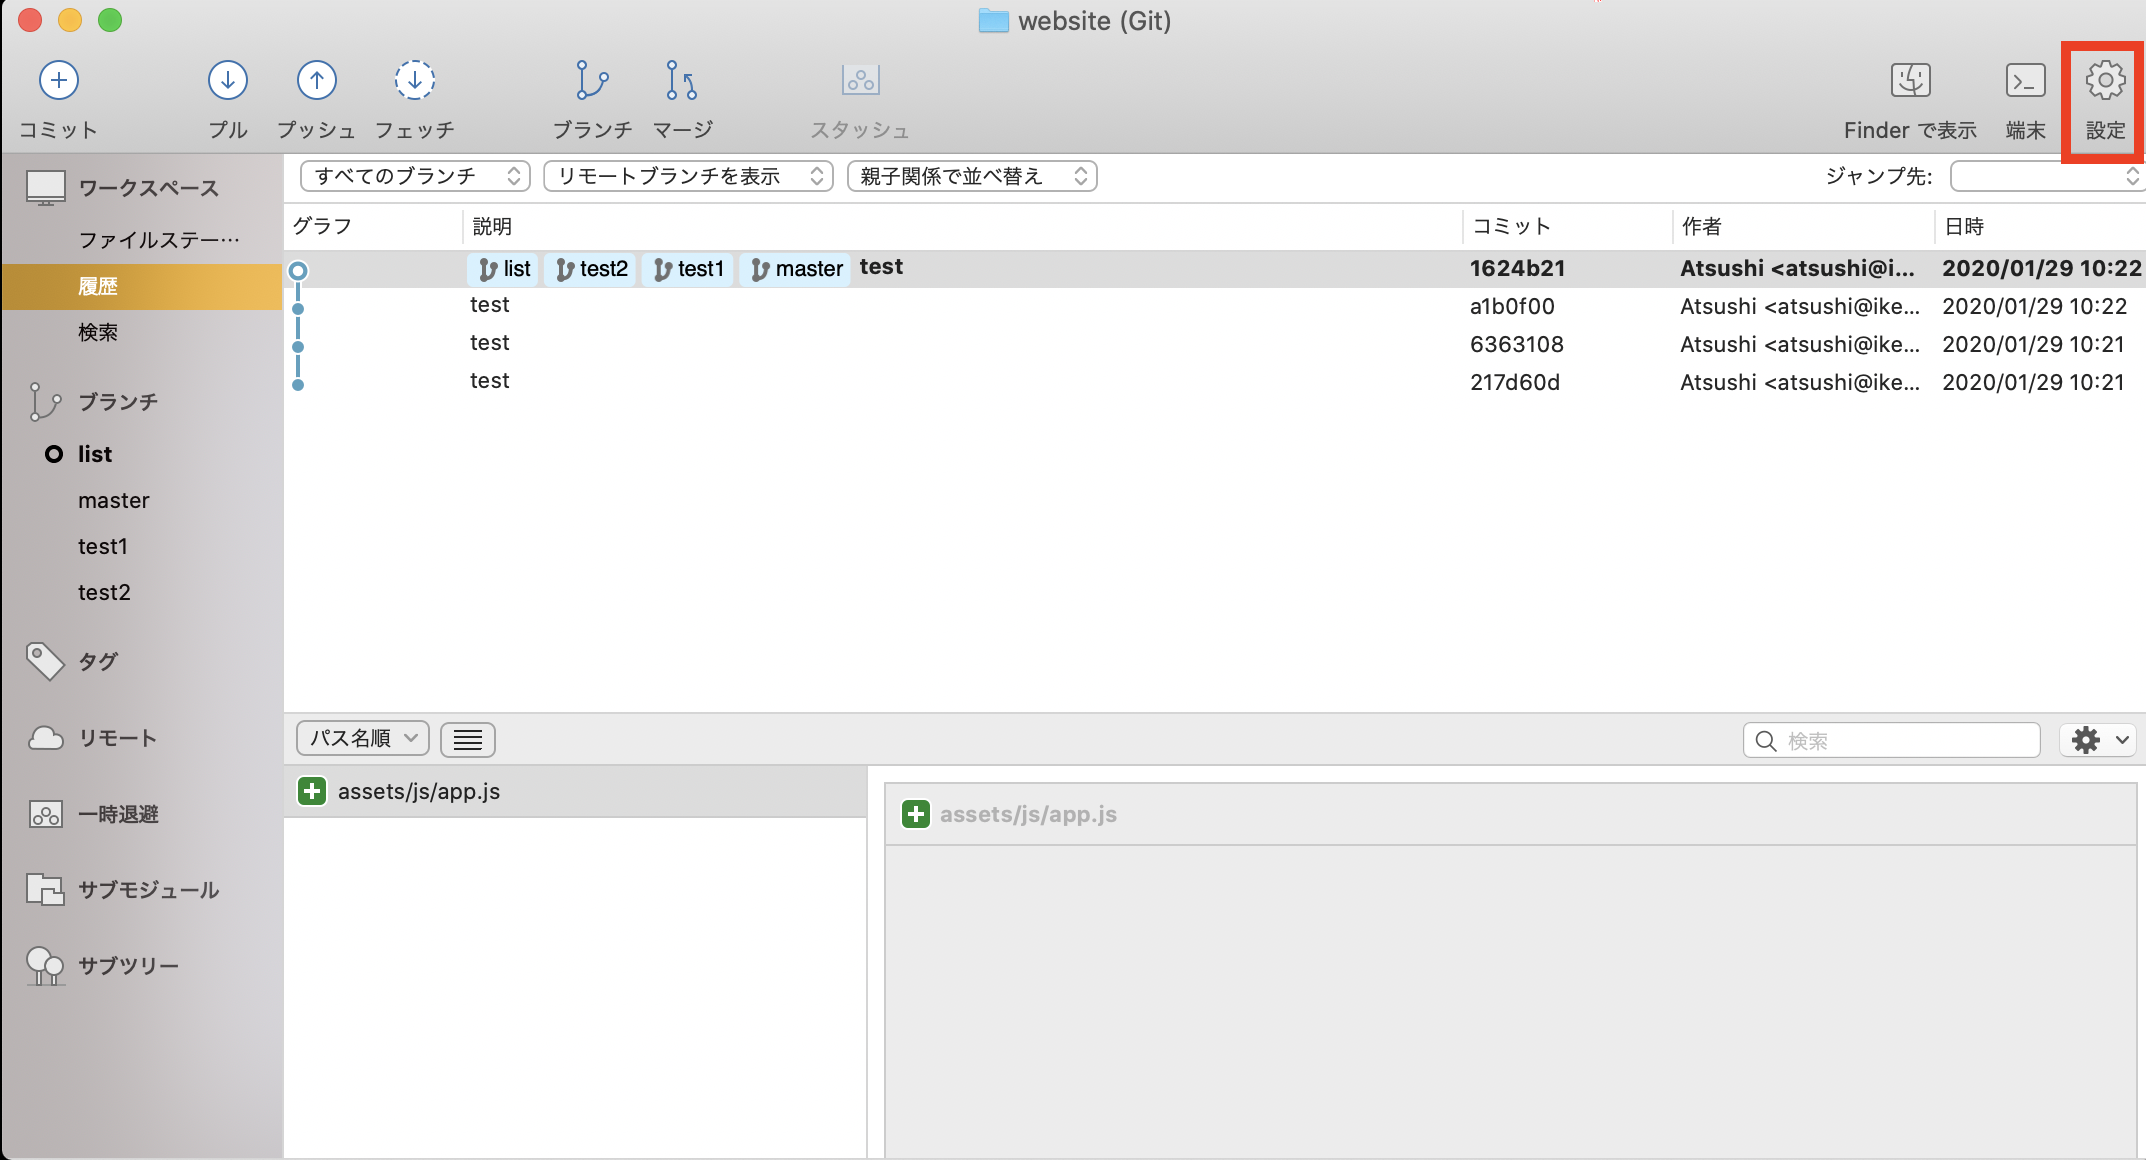 website (Git)
コミット プル プッシュ フェッチ ブランチ マージ スタッシュ Finder で表示 端末 設定
ワークスペース
ファイルステー…
履歴
検索
ブランチ
list
master
test1
test2
タグ
リモート
一時退避
サブモジュール
サブツリー
すべてのブランチ リモートブランチを表示 親子関係で並べ替え ジャンプ先:
グラフ 説明 コミット 作者 日時
list test2 test1 master test 1624b21 Atsushi <atsushi@i... 2020/01/29 10:22
test a1b0f00 Atsushi <atsushi@ike... 2020/01/29 10:22
test 6363108 Atsushi <atsushi@ike... 2020/01/29 10:21
test 217d60d Atsushi <atsushi@ike... 2020/01/29 10:21
パス名順 検索
assets/js/app.js
assets/js/app.js